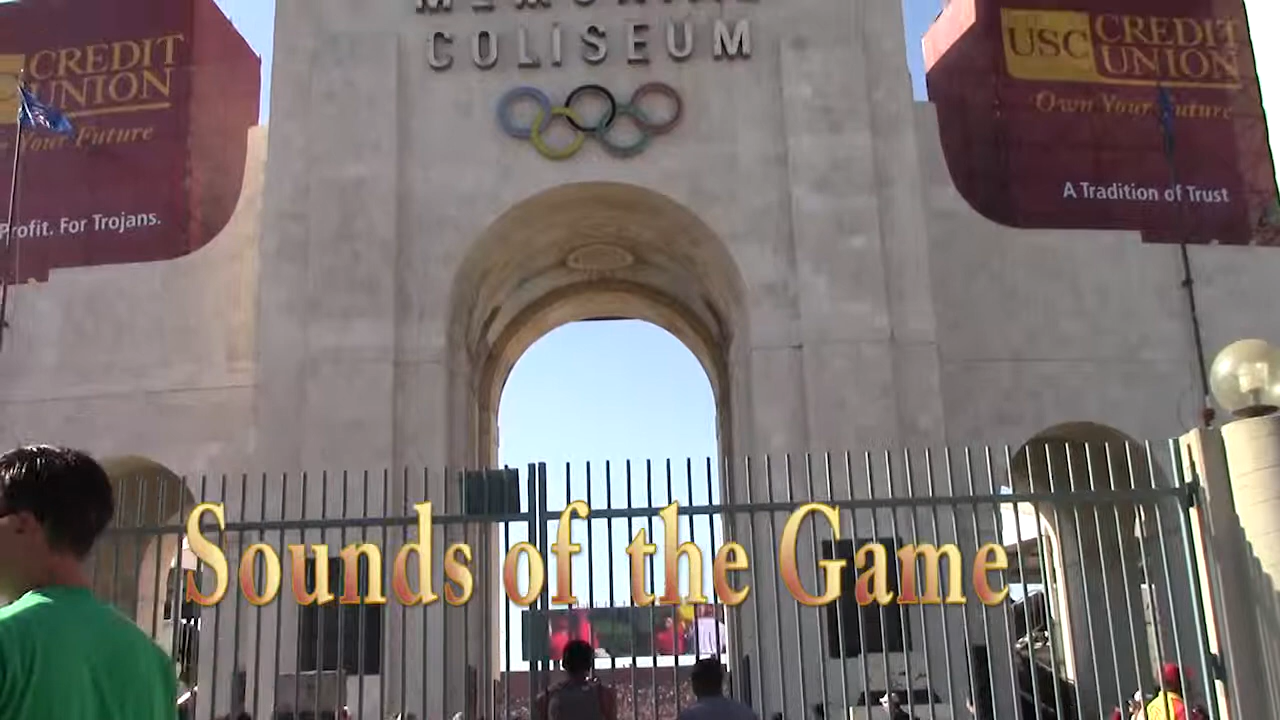 MEMORIAL
COLISEUM
CREDIT
UNION
Your Future
Profit. For Trojans.
USC CREDIT
UNION
Own Your Future
A Tradition of Trust
Sounds of the Game